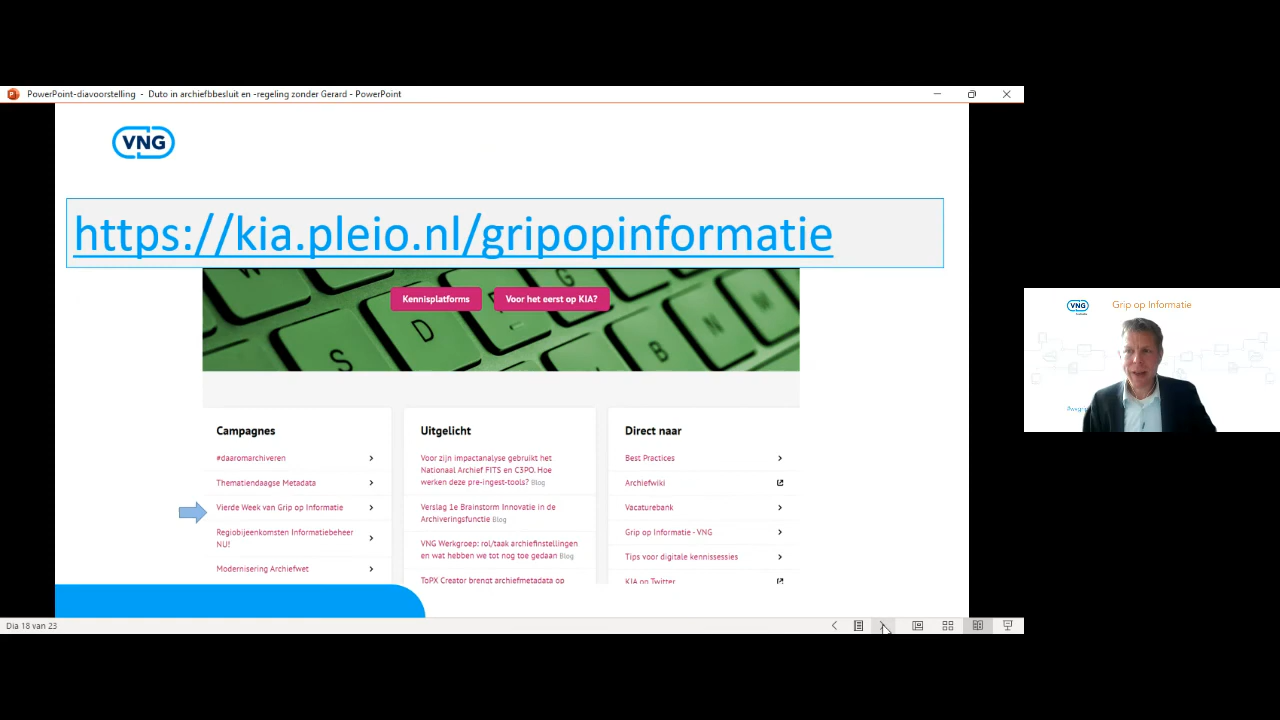 PowerPoint-diavoorstelling - Duto in archiefbbesluit en -regeling zonder Gerard - PowerPoint
VNG
https://kia.pleio.nl/gripopinformatie
Kennisplatforms
Voor het eerst op KIA?
Campagnes
#daaromarchiveren
Thematiendaagse Metadata
Vierde Week van Grip op Informatie
Regiobijeenkomsten Informatiebeheer
NU!
Modernisering Archiefwet
Uitgelicht
Voor zijn impactanalyse gebruikt het
Nationaal Archief FITS en C3PO. Hoe
werken deze pre-ingest-tools? Blog
Verslag 1e Brainstorm Innovatie in de
Archiveringsfunctie Blog
VNG Werkgroep: rol/taak archiefinstellingen
en wat hebben we tot nog toe gedaan Blog
ToPX Creator brengt archiefmetadata op
Direct naar
Best Practices
Archiefwiki
Vacaturebank
Grip op Informatie - VNG
Tips voor digitale kennissessies
KIA op Twitter
VNG
Grip op Informatie
Dia 18 van 23